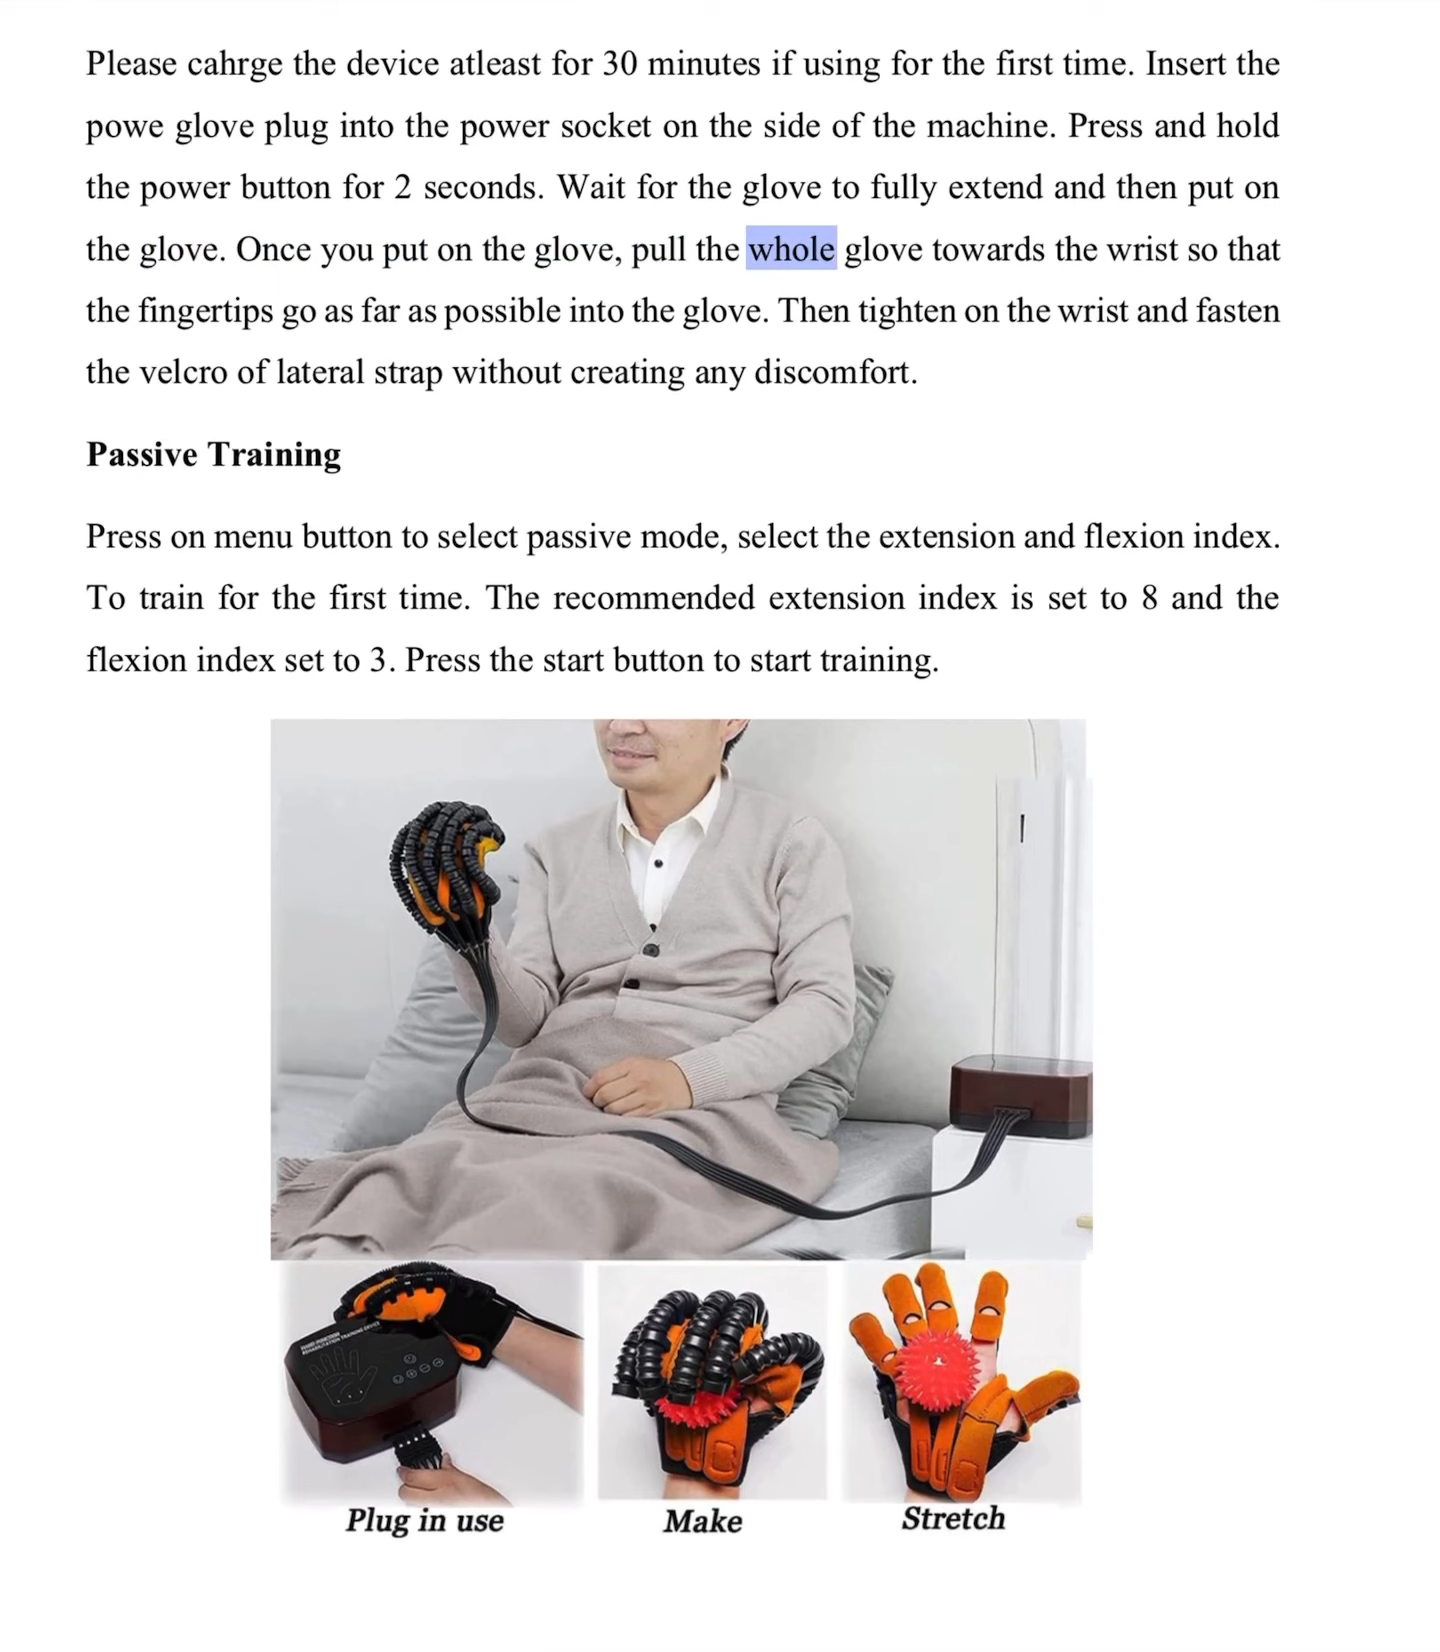 Please cahrge the device atleast for 30 minutes if using for the first time. Insert the
powe glove plug into the power socket on the side of the machine. Press and hold
the power button for 2 seconds. Wait for the glove to fully extend and then put on
the glove. Once you put on the glove, pull the whole glove towards the wrist so that
the fingertips go as far as possible into the glove. Then tighten on the wrist and fasten
the velcro of lateral strap without creating any discomfort.
Passive Training
Press on menu button to select passive mode, select the extension and flexion index.
To train for the first time. The recommended extension index is set to 8 and the
flexion index set to 3. Press the start button to start training.
HAND FUNCTION
REHABILITATION TRAINING DEVICE
Plug in use
Make
Stretch